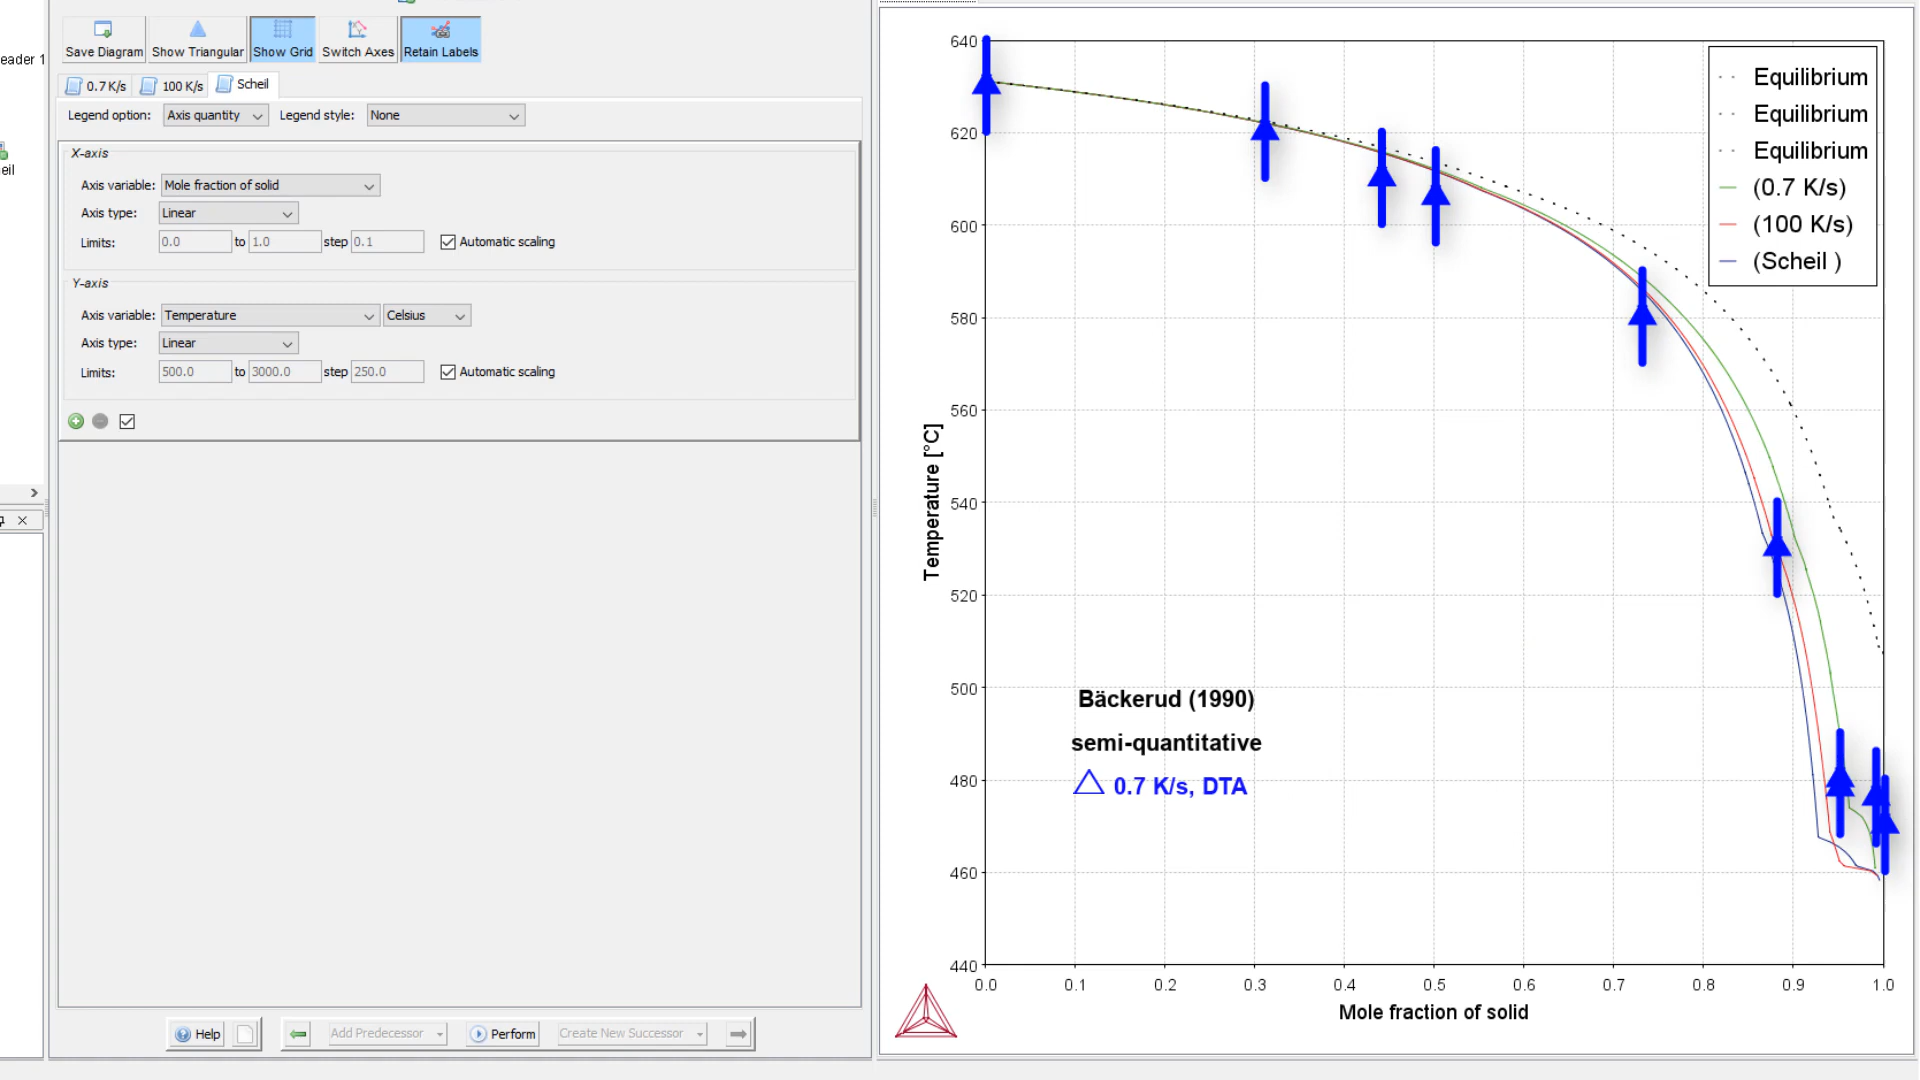 Save Diagram Show Triangular Show Grid Switch Axes Retain Labels
eader 1
0.7 K/s 100 K/s Scheil
Legend option: Axis quantity Legend style: None
X-axis
eil
Axis variable: Mole fraction of solid
Axis type: Linear
Limits: 0.0 to 1.0 step 0.1 Automatic scaling
Y-axis
Axis variable: Temperature Celsius
Axis type: Linear
Limits: 500.0 to 3000.0 step 250.0 Automatic scaling
Help Add Predecessor Perform Create New Successor
640
620
600
580
560
540
520
500
480
460
440
Temperature [°C]
Equilibrium
Equilibrium
Equilibrium
(0.7 K/s)
(100 K/s)
(Scheil )
Bäckerud (1990)
semi-quantitative
0.7 K/s, DTA
0.0 0.1 0.2 0.3 0.4 0.5 0.6 0.7 0.8 0.9 1.0
Mole fraction of solid